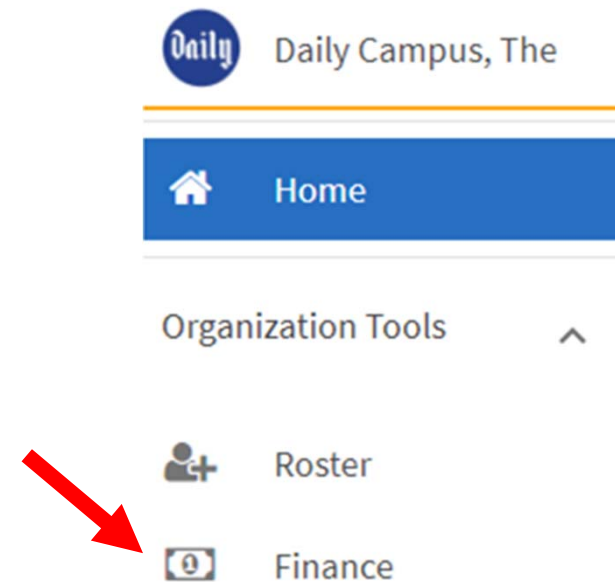 Daily
Daily Campus, The
Home
Organization Tools
Roster
Finance